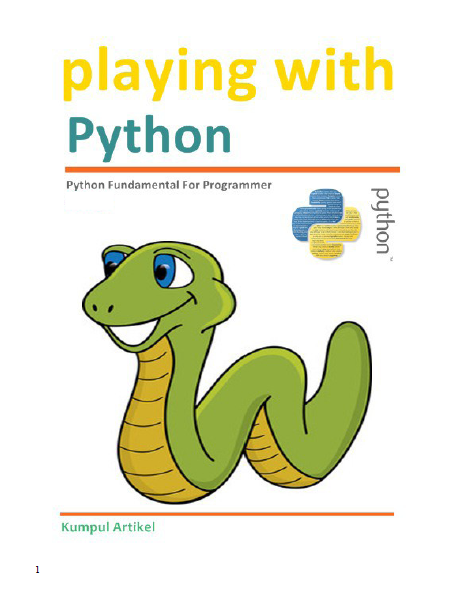 playing with
Python
Python Fundamental For Programmer
python
Kumpul Artikel
1